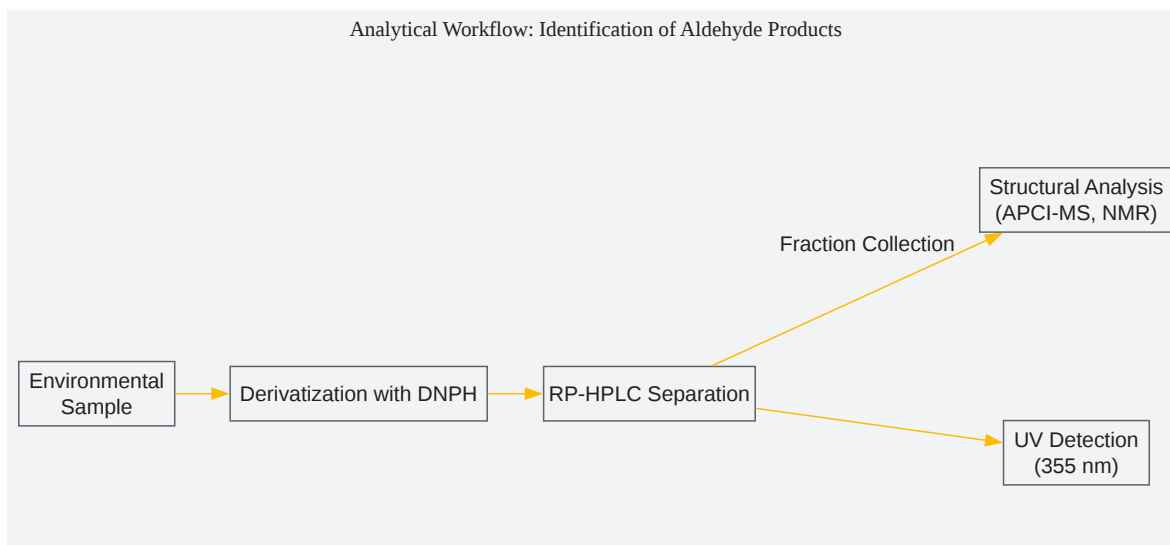 Analytical Workflow: Identification of Aldehyde Products
Structural Analysis
(APCI-MS, NMR)
Fraction Collection
Environmental
Sample
Derivatization with DNPH
RP-HPLC Separation
UV Detection
(355 nm)